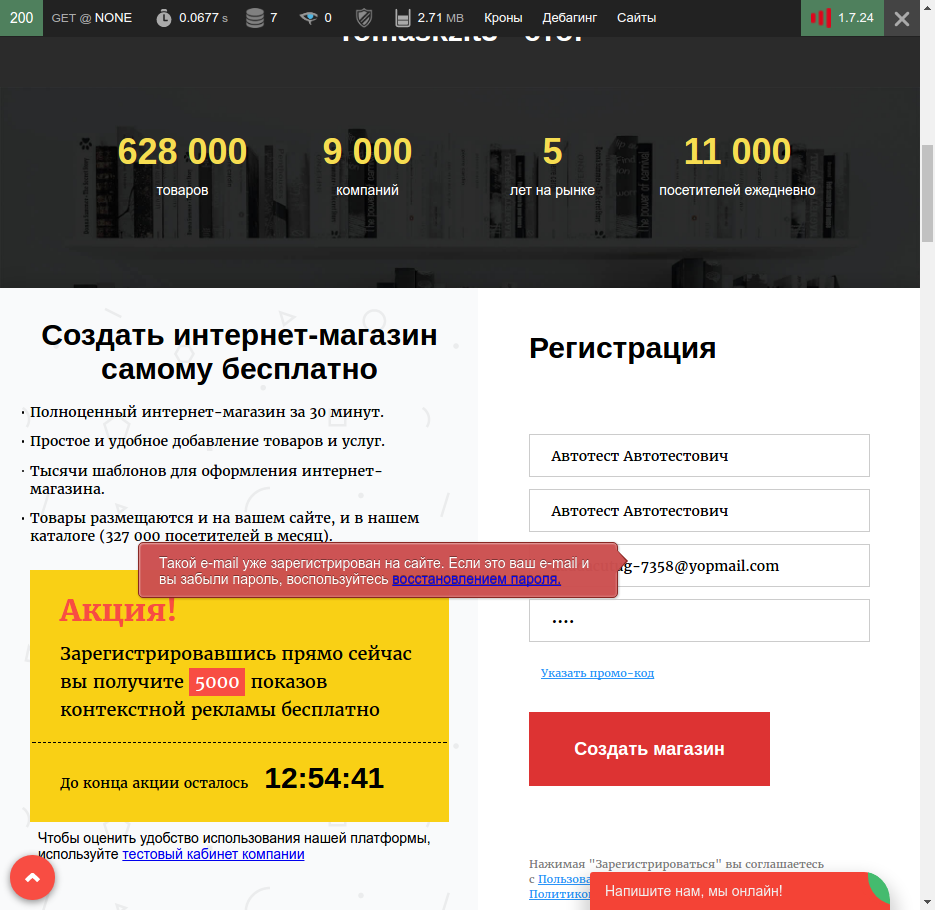 200 GET @ NONE 0.0677 s 7 0 2.71 MB Кроны Дебагинг Сайты 1.7.24
628 000 9 000 5 11 000
товаров компаний лет на рынке посетителей ежедневно
Создать интернет-магазин
самому бесплатно
· Полноценный интернет-магазин за 30 минут.
· Простое и удобное добавление товаров и услуг.
· Тысячи шаблонов для оформления интернет-
магазина.
· Товары размещаются и на вашем сайте, и в нашем
каталоге (327 000 посетителей в месяц).
Такой e-mail уже зарегистрирован на сайте. Если это ваш e-mail и
вы забыли пароль, воспользуйтесь восстановлением пароля.
Акция!
Зарегистрировавшись прямо сейчас
вы получите 5000 показов
контекстной рекламы бесплатно
До конца акции осталось 12:54:41
Чтобы оценить удобство использования нашей платформы,
используйте тестовый кабинет компании
Регистрация
Автотест Автотестович
Автотест Автотестович
-7358@yopmail.com
····
Указать промо-код
Создать магазин
Нажимая "Зарегистрироваться" вы соглашаетесь
с
Напишите нам, мы онлайн!